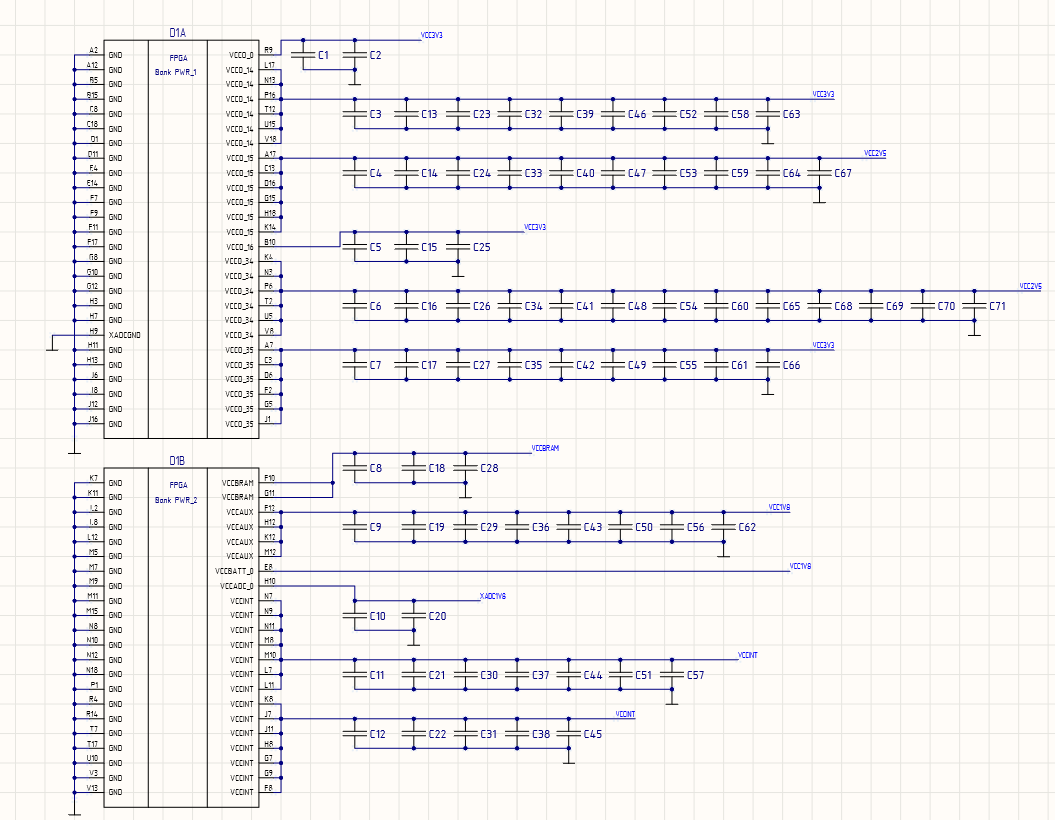 D1A
FPGA
Bank PWR_1
A2 GND VCCO_0 R9 C1 C2 VCC3V3
A12 GND VCCO_14 L17
R5 GND VCCO_14 N13
B15 GND VCCO_14 P16 VCC3V3
C8 GND VCCO_14 T12 C3 C13 C23 C32 C39 C46 C52 C58 C63
C18 GND VCCO_14 U15
D1 GND VCCO_14 V18
D11 GND VCCO_15 A17 VCC2V5
E4 GND VCCO_15 C13 C4 C14 C24 C33 C40 C47 C53 C59 C64 C67
E14 GND VCCO_15 D16
F7 GND VCCO_15 G15
F9 GND VCCO_15 H18
F11 GND VCCO_15 K14 VCC3V3
F17 GND VCCO_16 B10 C5 C15 C25
G8 GND VCCO_34 K4
G10 GND VCCO_34 N3
G12 GND VCCO_34 P6 VCC2V5
H3 GND VCCO_34 T2 C6 C16 C26 C34 C41 C48 C54 C60 C65 C68 C69 C70 C71
H7 GND VCCO_34 U5
H9 XADCGND VCCO_34 V8
H11 GND VCCO_35 A7 VCC3V3
H13 GND VCCO_35 C3 C7 C17 C27 C35 C42 C49 C55 C61 C66
J6 GND VCCO_35 D6
J8 GND VCCO_35 F2
J12 GND VCCO_35 G5
J16 GND VCCO_35 J1
D1B
FPGA
Bank PWR_2
VCCBRAM
C8 C18 C28
K7 GND VCCBRAM F10
K11 GND VCCBRAM G11
L2 GND VCCAUX F12 VCC1V8
L8 GND VCCAUX H12 C9 C19 C29 C36 C43 C50 C56 C62
L12 GND VCCAUX K12
M5 GND VCCAUX M12
M7 GND VCCBATT_0 E8 VCC1V8
M9 GND VCCADC_0 H10
M11 GND VCCINT N7 XADC1V8
M15 GND VCCINT N9 C10 C20
N8 GND VCCINT N11
N10 GND VCCINT M8
N12 GND VCCINT M10 VCCINT
N18 GND VCCINT L7 C11 C21 C30 C37 C44 C51 C57
P1 GND VCCINT L11
R4 GND VCCINT K8
R14 GND VCCINT J7 VCCINT
T7 GND VCCINT J11 C12 C22 C31 C38 C45
T17 GND VCCINT H8
U10 GND VCCINT G7
V3 GND VCCINT G9
V13 GND VCCINT F8